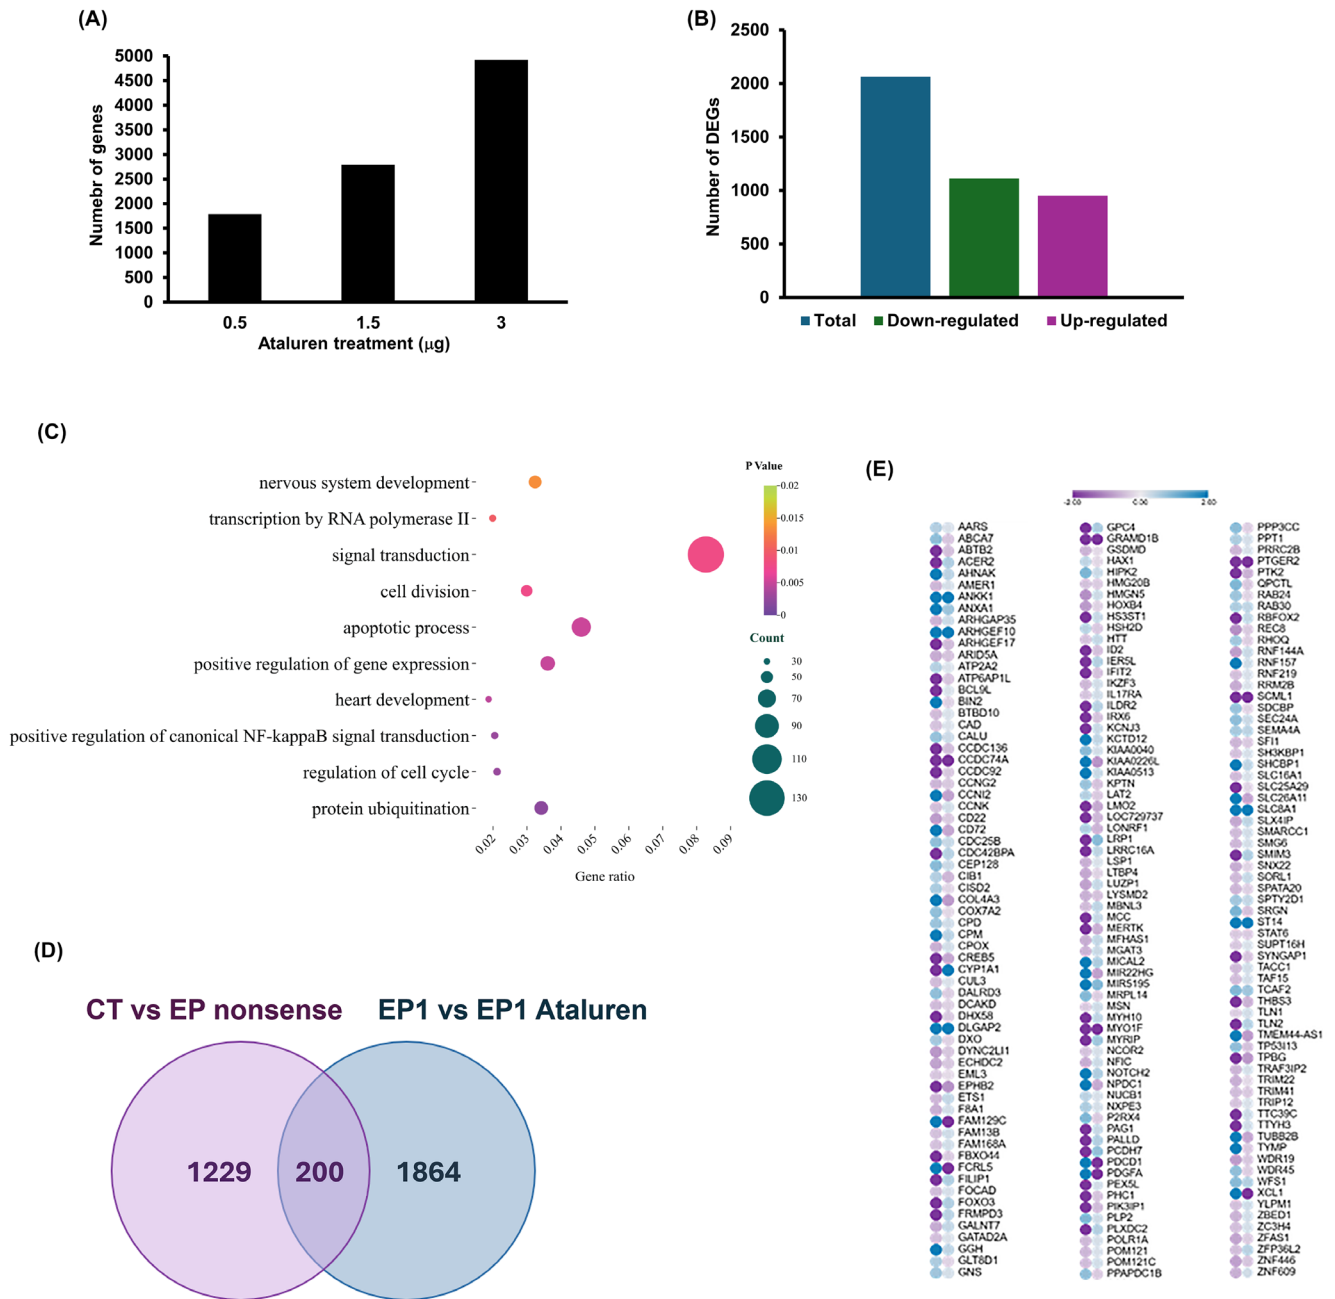 (A)
5000
4500
4000
3500
3000
2500
2000
1500
1000
500
0
Numebr of genes
0.5 1.5 3
Ataluren treatment (μg)
(B)
2500
2000
1500
1000
500
0
Number of DEGs
Total Down-regulated Up-regulated
(C)
nervous system development
transcription by RNA polymerase II
signal transduction
cell division
apoptotic process
positive regulation of gene expression
heart development
positive regulation of canonical NF-kappaB signal transduction
regulation of cell cycle
protein ubiquitination
0.02 0.03 0.04 0.05 0.06 0.07 0.08 0.09
Gene ratio
P Value
0.02
0.015
0.01
0.005
0
Count
30
50
70
90
110
130
(D)
CT vs EP nonsense EP1 vs EP1 Ataluren
1229 200 1864
(E)
-2.00 0.00 2.00
AARS
ABCA7
ABTB2
ACER2
AHNAK
AMER1
ANKK1
ANXA1
ARHGAP35
ARHGEF10
ARHGEF17
ARID5A
ATP2A2
ATP6AP1L
BCL9L
BIN2
BTBD10
CAD
CALU
CCDC136
CCDC74A
CCDC92
CCNG2
CCNI2
CCNK
CD22
CD72
CDC25B
CDC42BPA
CEP128
CIB1
CISD2
COL4A3
COX7A2
CPD
CPM
CPOX
CREB5
CYP1A1
CUL3
DALRD3
DCAKD
DHX58
DLGAP2
DXO
DYNC2LI1
ECHDC2
EML3
EPHB2
ETS1
F8A1
FAM129C
FAM13B
FAM168A
FBXO44
FCRL5
FILIP1
FOCAD
FOXO3
FRMPD3
GALNT7
GATAD2A
GGH
GLT8D1
GNS
GPC4
GRAMD1B
GSDMD
HAX1
HIPK2
HMG20B
HMGN5
HOXB4
HS3ST1
HSH2D
HTT
ID2
IER5L
IFIT2
IKZF3
IL17RA
ILDR2
IRX6
KCNJ3
KCTD12
KIAA0040
KIAA0226L
KIAA0513
KPTN
LAT2
LMO2
LOC729737
LONRF1
LRP1
LRRC16A
LSP1
LTBP4
LUZP1
LYSMD2
MBNL3
MCC
MERTK
MFHAS1
MGAT3
MICAL2
MIR22HG
MIR5195
MRPL14
MSN
MYH10
MYO1F
MYRIP
NCOR2
NFIC
NOTCH2
NPDC1
NUCB1
NXPE3
P2RX4
PAG1
PALLD
PCDH7
PDCD1
PDGFA
PEX5L
PHC1
PIK3IP1
PLP2
PLXDC2
POLR1A
POM121
POM121C
PPAPDC1B
PPP3CC
PPT1
PRRC2B
PTGER2
PTK2
QPCTL
RAB24
RAB30
RBFOX2
REC8
RHOQ
RNF144A
RNF157
RNF219
RRM2B
SCML1
SDCBP
SEC24A
SEMA4A
SFI1
SH3KBP1
SHCBP1
SLC16A1
SLC25A29
SLC26A11
SLC8A1
SLX4IP
SMARCC1
SMG6
SMIM3
SNX22
SORL1
SPATA20
SPTY2D1
SRGN
ST14
STAT6
SUPT16H
SYNGAP1
TACC1
TAF15
TCAF2
THBS3
TLN1
TLN2
TMEM44-AS1
TP53I13
TPBG
TRAF3IP2
TRIM22
TRIM41
TRIP12
TTC39C
TTYH3
TUBB2B
TYMP
WDR19
WDR45
WFS1
XCL1
YLPM1
ZBED1
ZC3H4
ZFAS1
ZFP36L2
ZNF446
ZNF609